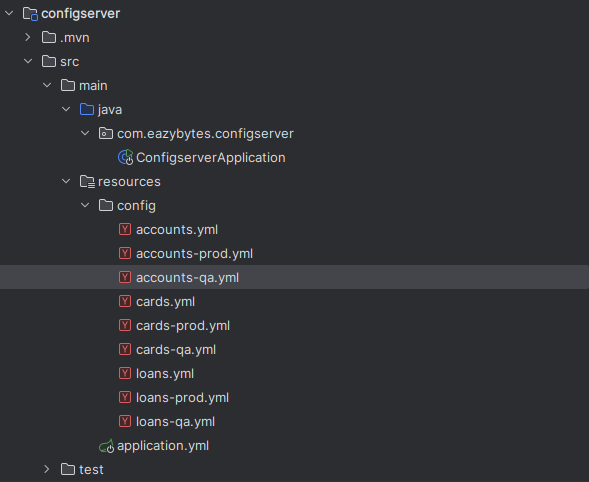 configserver
.mvn
src
main
java
com.eazybytes.configserver
ConfigserverApplication
resources
config
accounts.yml
accounts-prod.yml
accounts-qa.yml
cards.yml
cards-prod.yml
cards-qa.yml
loans.yml
loans-prod.yml
loans-qa.yml
application.yml
test